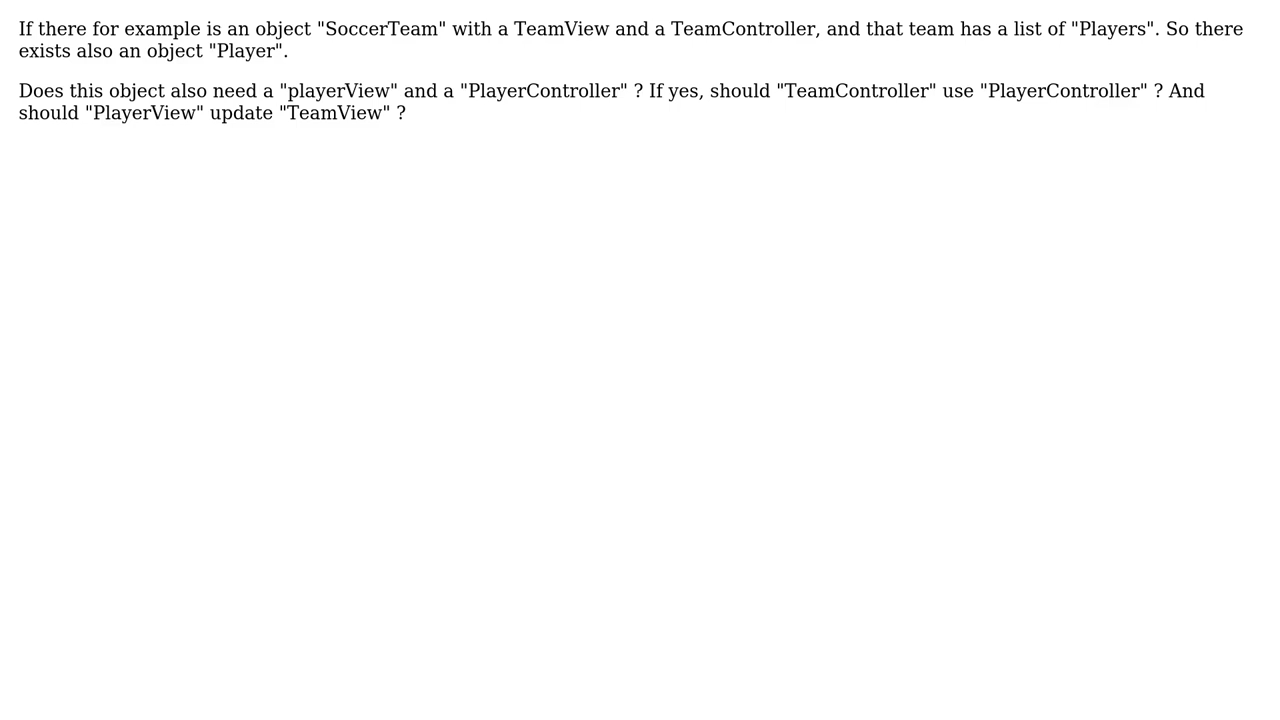 If there for example is an object "SoccerTeam" with a TeamView and a TeamController, and that team has a list of "Players". So there
exists also an object "Player".
Does this object also need a "playerView" and a "PlayerController" ? If yes, should "TeamController" use "PlayerController" ? And
should "PlayerView" update "TeamView" ?